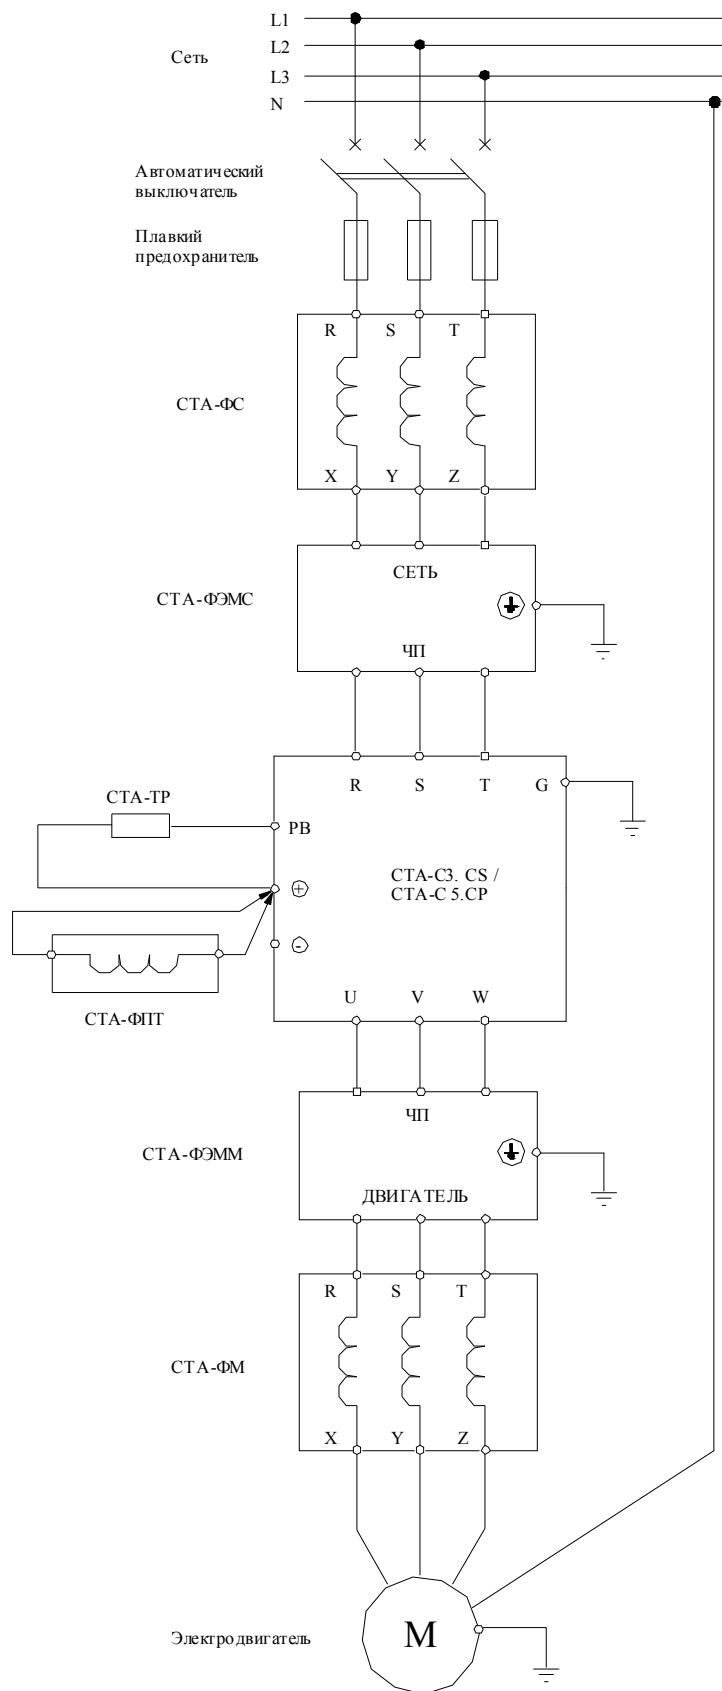 L1
L2
Сеть
L3
N
Автоматический
выключатель
Плавкий
предохранитель
R S T
СТА-ФС
X Y Z
СЕТЬ
СТА-ФЭМС
ЧП
R S T G
СТА-ТР
PB
СТА-С3. CS /
СТА-С 5.CP
+
-
U V W
СТА-ФПТ
ЧП
СТА-ФЭММ
ДВИГАТЕЛЬ
R S T
СТА-ФМ
X Y Z
M
Электродвигатель